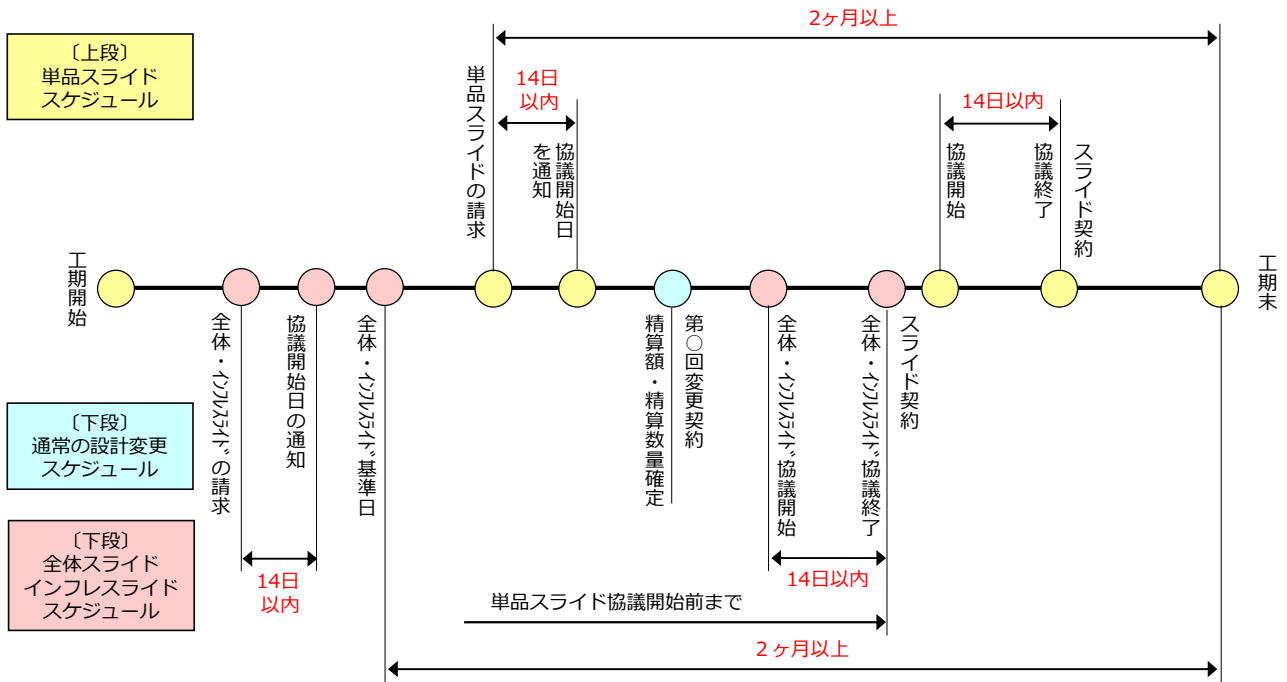 2ヶ月以上
〔上段〕
単品スライド
スケジュール
14日
以内
14日以内
単品スライドの請求
協議開始日
を通知
協議開始
協議終了
スライド契約
工期開始
工期末
全体・インフレスライドの請求
協議開始日の通知
全体・インフレスライド基準日
第○回変更契約
精算額・精算数量確定
全体・インフレスライド協議開始
スライド契約
全体・インフレスライド協議終了
〔下段〕
通常の設計変更
スケジュール
〔下段〕
全体スライド
インフレスライド
スケジュール
14日
以内
14日以内
単品スライド協議開始前まで
２ヶ月以上